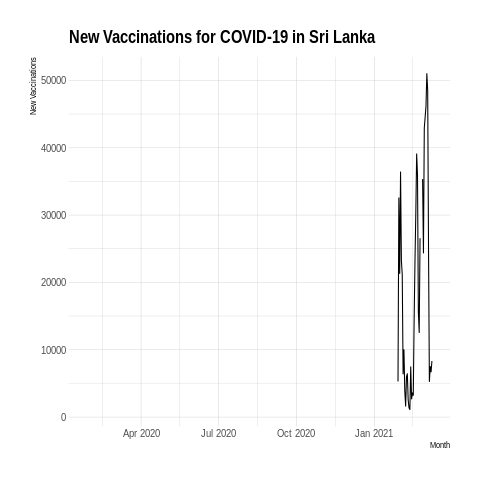 New Vaccinations for COVID-19 in Sri Lanka
New Vaccinations
50000
40000
30000
20000
10000
0
Apr 2020
Jul 2020
Oct 2020
Jan 2021
Month